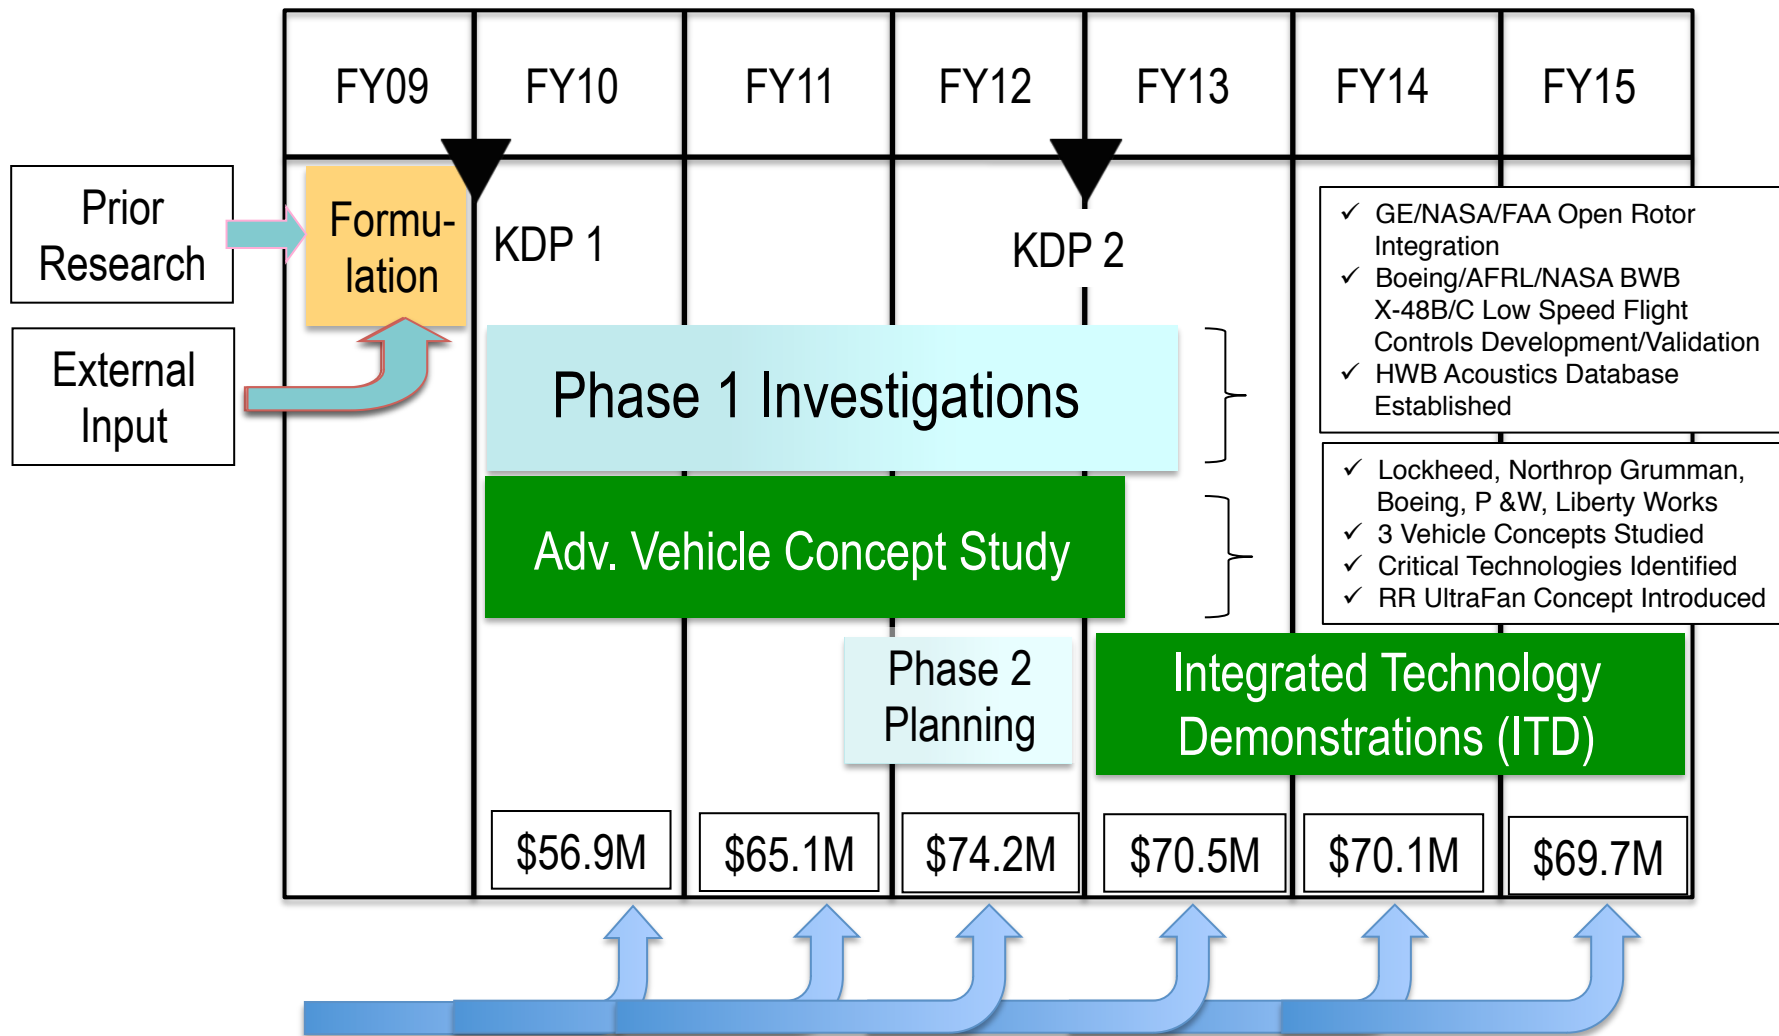 FY09 FY10 FY11 FY12 FY13 FY14 FY15
Prior
Research
External
Input
Formu-
lation
KDP 1
KDP 2
Phase 1 Investigations
✓ GE/NASA/FAA Open Rotor
Integration
✓ Boeing/AFRL/NASA BWB
X-48B/C Low Speed Flight
Controls Development/Validation
✓ HWB Acoustics Database
Established
Adv. Vehicle Concept Study
✓ Lockheed, Northrop Grumman,
Boeing, P &W, Liberty Works
✓ 3 Vehicle Concepts Studied
✓ Critical Technologies Identified
✓ RR UltraFan Concept Introduced
Phase 2
Planning
Integrated Technology
Demonstrations (ITD)
$56.9M $65.1M $74.2M $70.5M $70.1M $69.7M